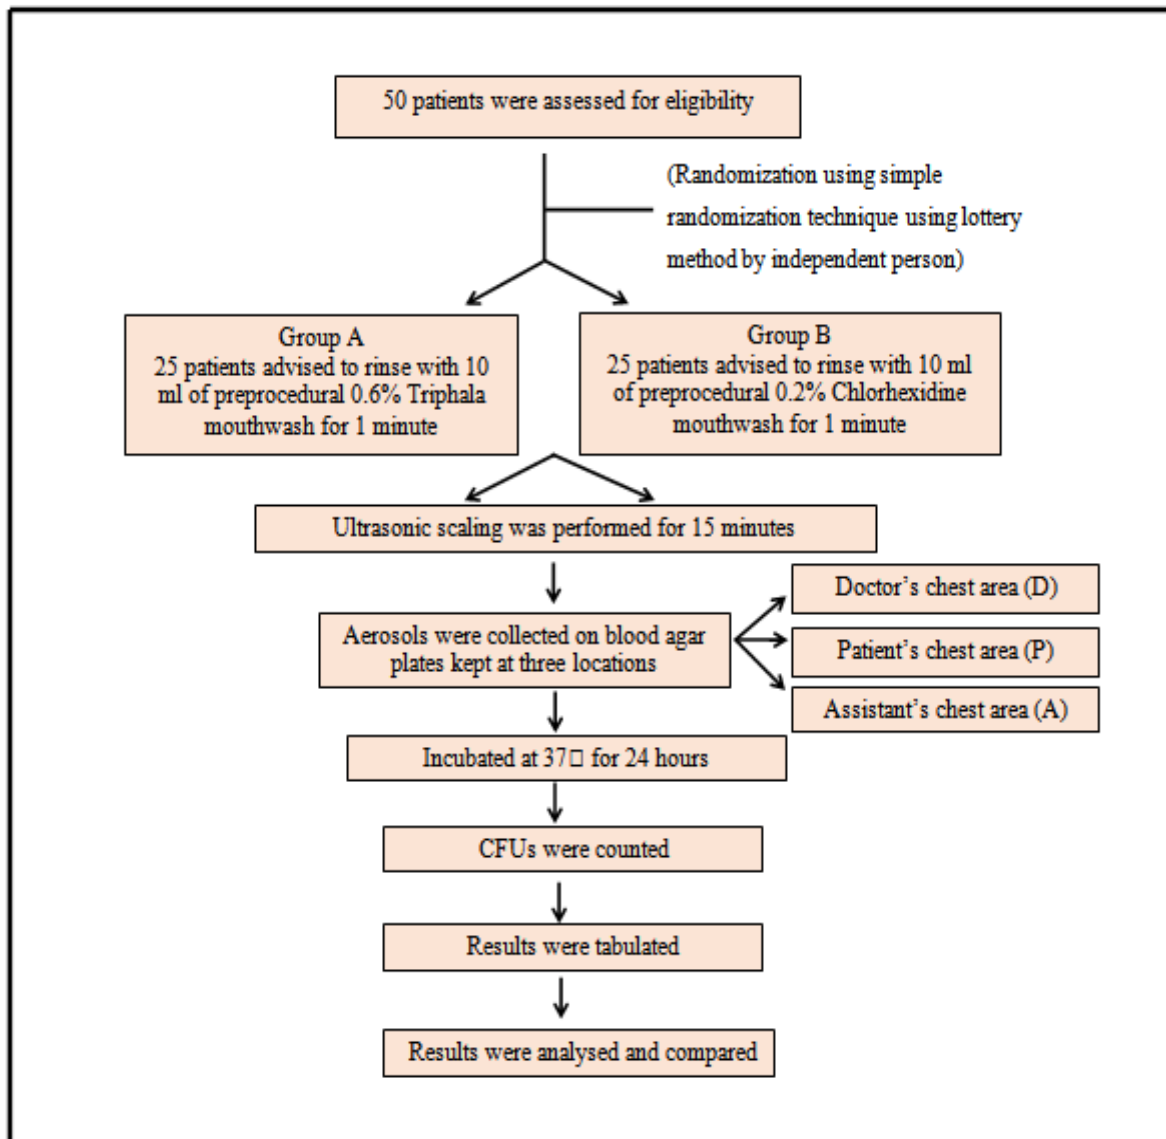 50 patients were assessed for eligibility
(Randomization using simple
randomization technique using lottery
method by independent person)
Group A
25 patients advised to rinse with 10
ml of preprocedural 0.6% Triphala
mouthwash for 1 minute
Group B
25 patients advised to rinse with 10 ml
of preprocedural 0.2% Chlorhexidine
mouthwash for 1 minute
Ultrasonic scaling was performed for 15 minutes
Aerosols were collected on blood agar
plates kept at three locations
Doctor’s chest area (D)
Patient’s chest area (P)
Assistant’s chest area (A)
Incubated at 37□ for 24 hours
CFUs were counted
Results were tabulated
Results were analysed and compared